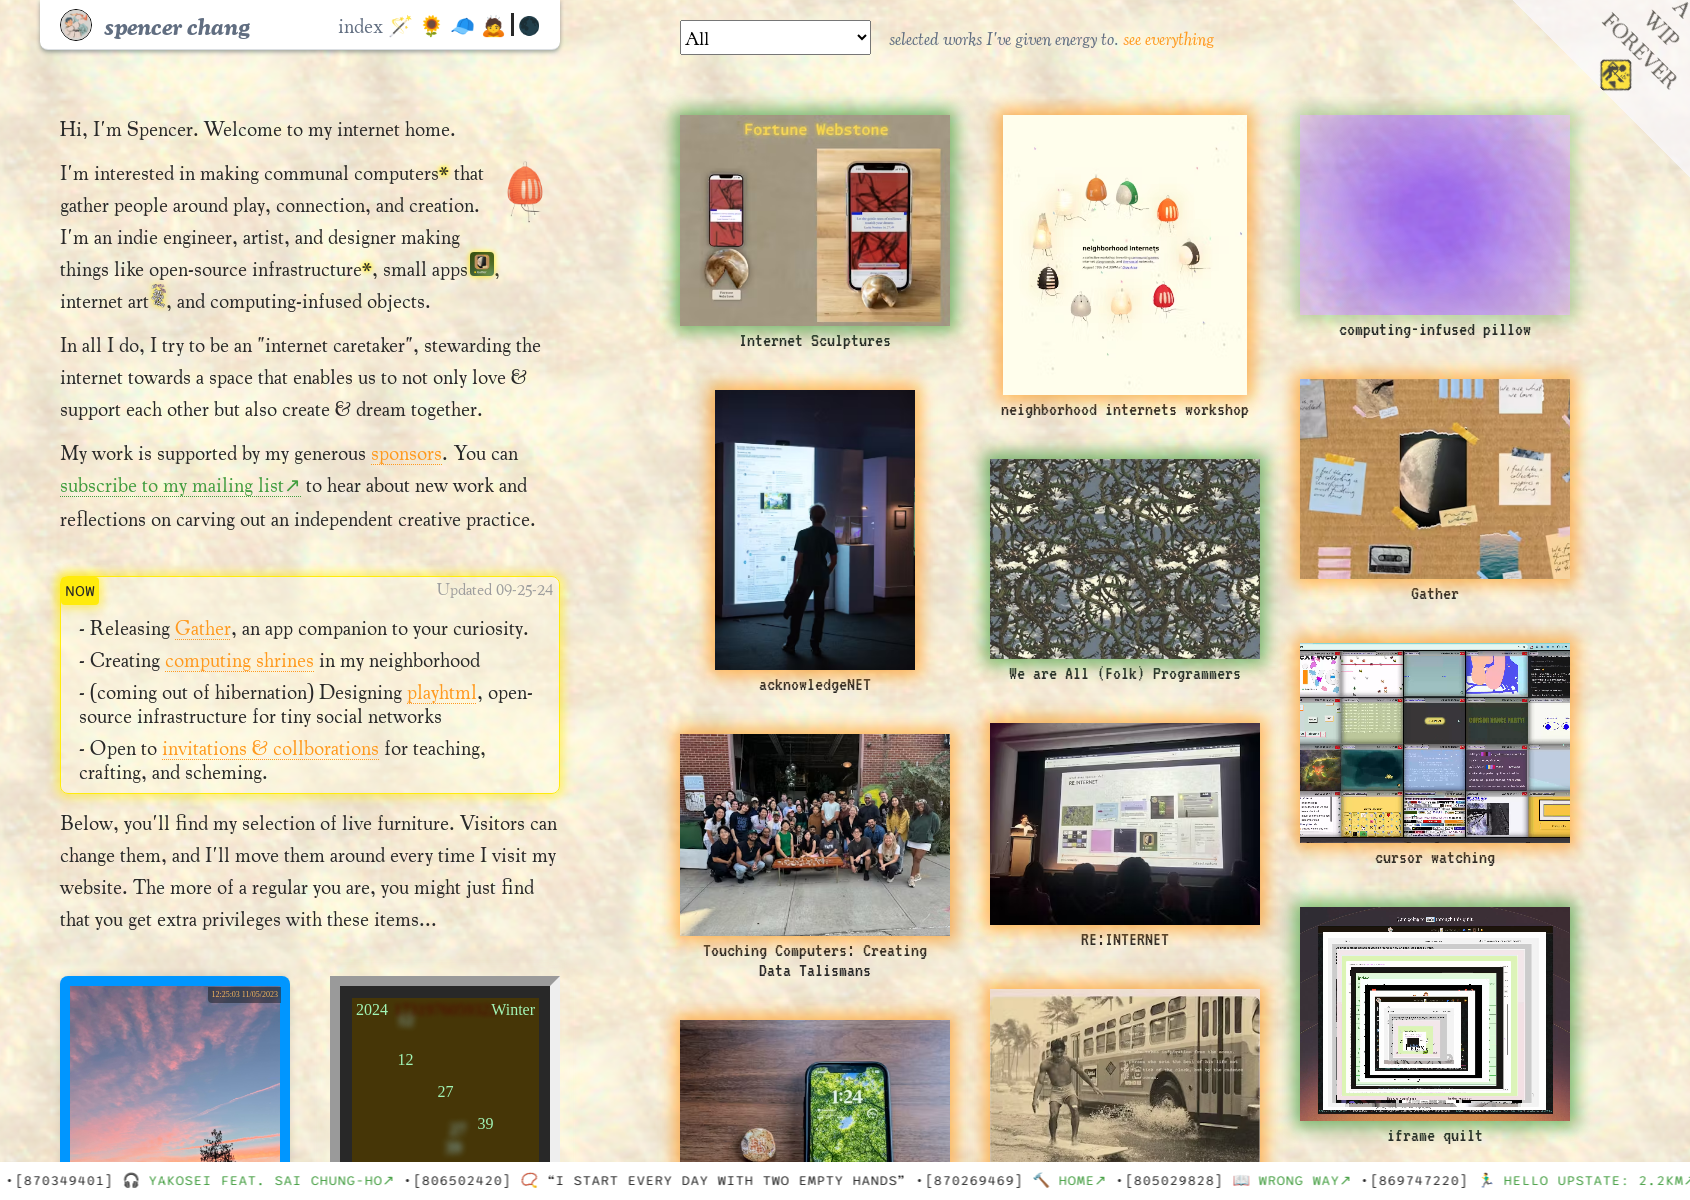 spencer chang
index
All
selected works I've given energy to. see everything
A
WIP
FOREVER
Hi, I'm Spencer. Welcome to my internet home.
I'm interested in making communal computers* that
gather people around play, connection, and creation.
I'm an indie engineer, artist, and designer making
things like open-source infrastructure*, small apps,
internet art, and computing-infused objects.
In all I do, I try to be an "internet caretaker", stewarding the
internet towards a space that enables us to not only love &
support each other but also create & dream together.
My work is supported by my generous sponsors. You can
subscribe to my mailing list↗ to hear about new work and
reflections on carving out an independent creative practice.
NOW
Updated 09-25-24
- Releasing Gather, an app companion to your curiosity.
- Creating computing shrines in my neighborhood
- (coming out of hibernation) Designing playhtml, open-
source infrastructure for tiny social networks
- Open to invitations & collborations for teaching,
crafting, and scheming.
Below, you'll find my selection of live furniture. Visitors can
change them, and I'll move them around every time I visit my
website. The more of a regular you are, you might just find
that you get extra privileges with these items...
12:25:03 11/05/2023
2024
Winter
12
27
39
Fortune Webstone
Internet Sculptures
neighborhood internets
neighborhood internets workshop
computing-infused pillow
acknowledgeNET
We are All (Folk) Programmers
Gather
Touching Computers: Creating
Data Talismans
RE:INTERNET
RE:INTERNET
cursor watching
1:24
iframe quilt
•[870349401] 🎧 YAKOSEI FEAT. SAI CHUNG-HO↗ •[806502420] 📿 "I START EVERY DAY WITH TWO EMPTY HANDS" •[870269469] 🔨 HOME↗ •[805029828] 📖 WRONG WAY↗ •[869747220] 🏃 HELLO UPSTATE: 2.2KM↗